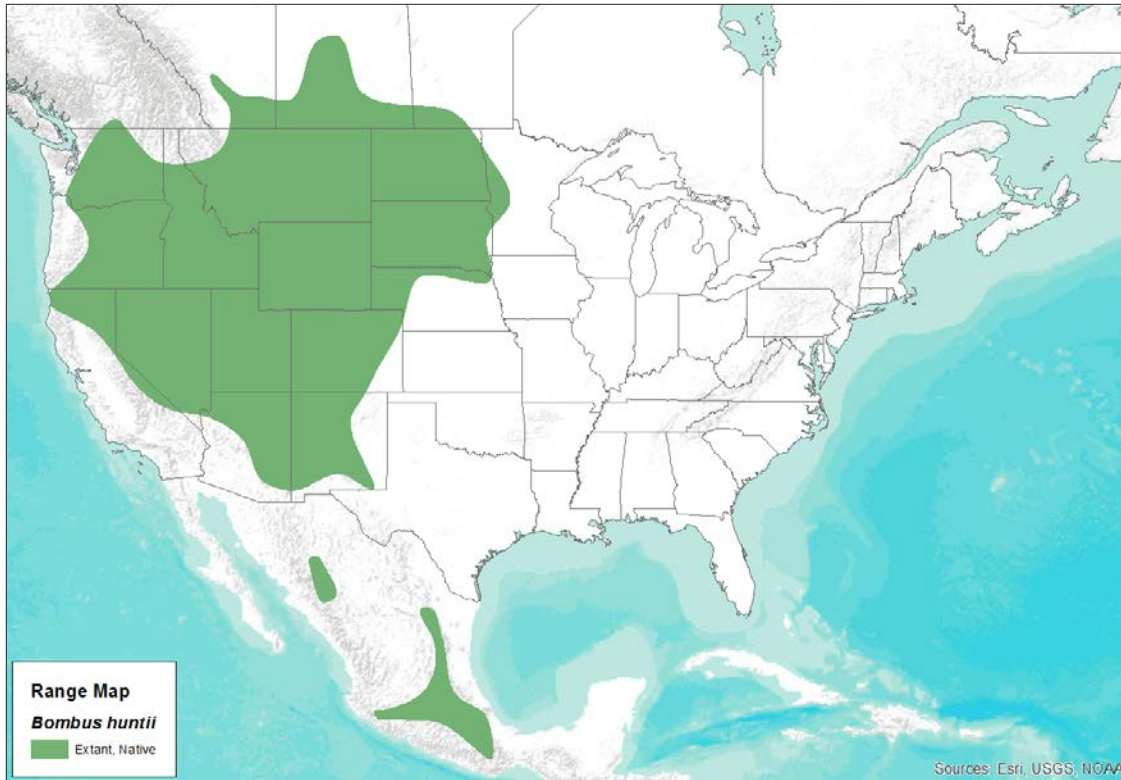 Range Map
Bombus huntii
Extant, Native
Sources: Esri, USGS, NOAA